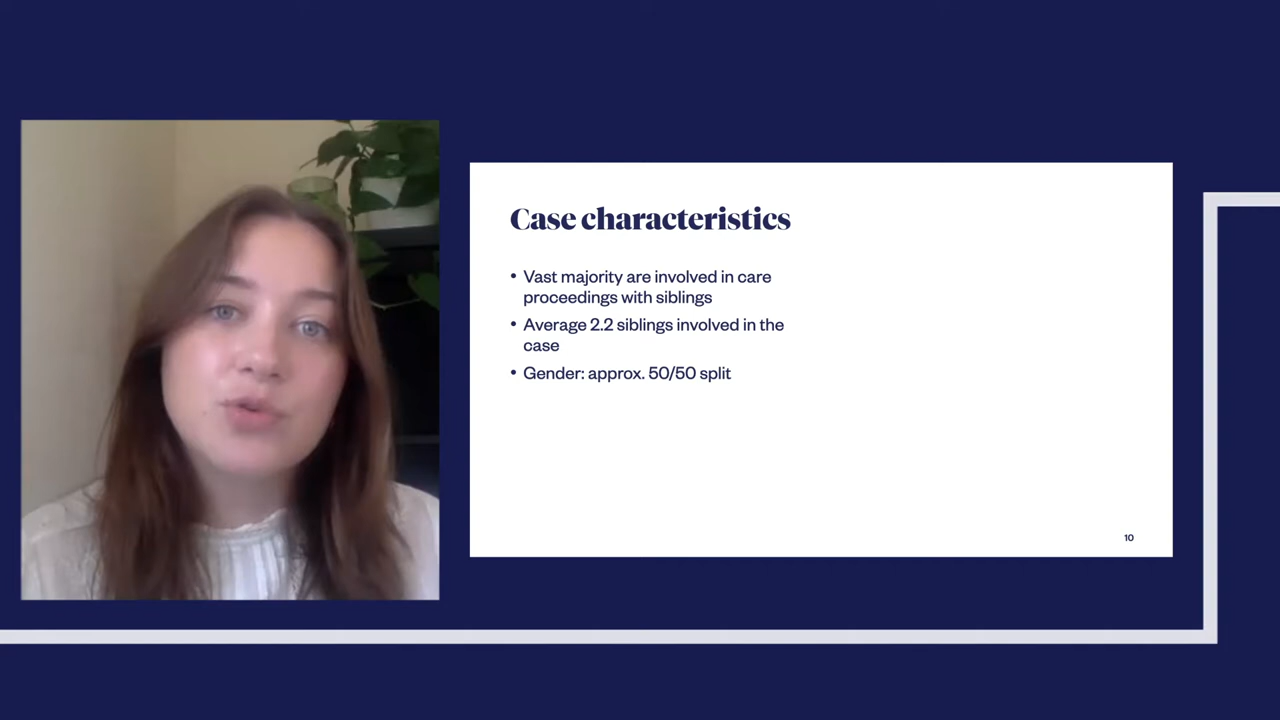 Case characteristics
• Vast majority are involved in care
proceedings with siblings
• Average 2.2 siblings involved in the
case
• Gender: approx. 50/50 split
10